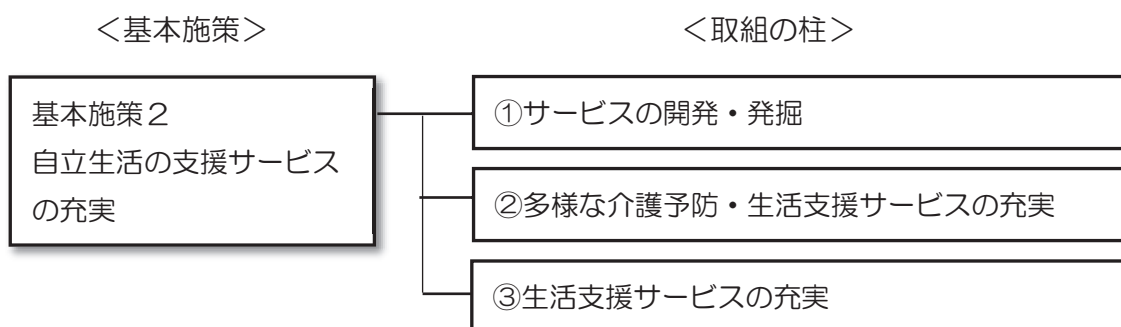 ＜基本施策＞
＜取組の柱＞
基本施策２
自立生活の支援サービス
の充実
①サービスの開発・発掘
②多様な介護予防・生活支援サービスの充実
③生活支援サービスの充実